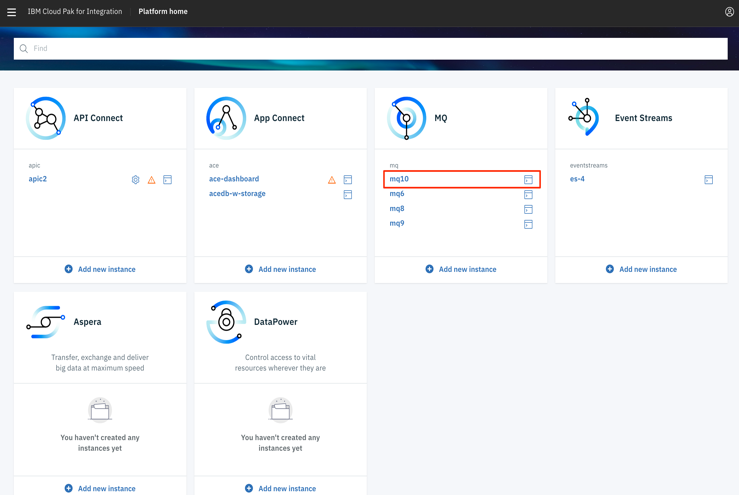 IBM Cloud Pak for Integration
Platform home
Find
API Connect
apic
apic2
Add new instance
App Connect
ace
ace-dashboard
acedb-w-storage
Add new instance
MQ
mq
mq10
mq6
mq8
mq9
Add new instance
Event Streams
eventstreams
es-4
Add new instance
Aspera
Transfer, exchange and deliver
big data at maximum speed
You haven't created any
instances yet
Add new instance
DataPower
Control access to vital
resources wherever they are
You haven't created any
instances yet
Add new instance